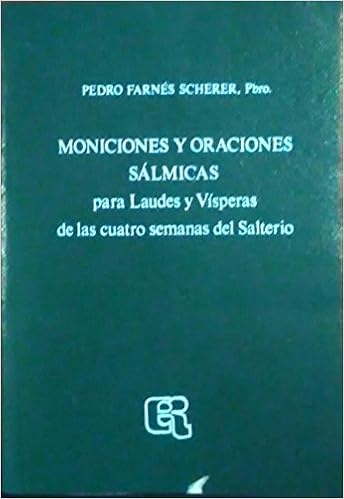 PEDRO FARNÉS SCHERER, Pbro.
MONICIONES Y ORACIONES
SÁLMICAS
para Laudes y Vísperas
de las cuatro semanas del Salterio